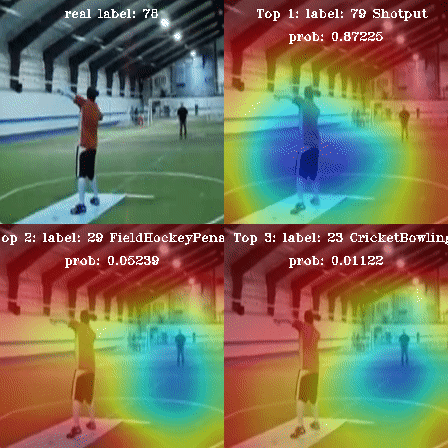 real label: 78
Top 1: label: 79 Shotput
prob: 0.87225
op 2: label: 29 FieldHockeyPena
prob: 0.05239
Top 3: label: 23 CricketBowling
prob: 0.01122